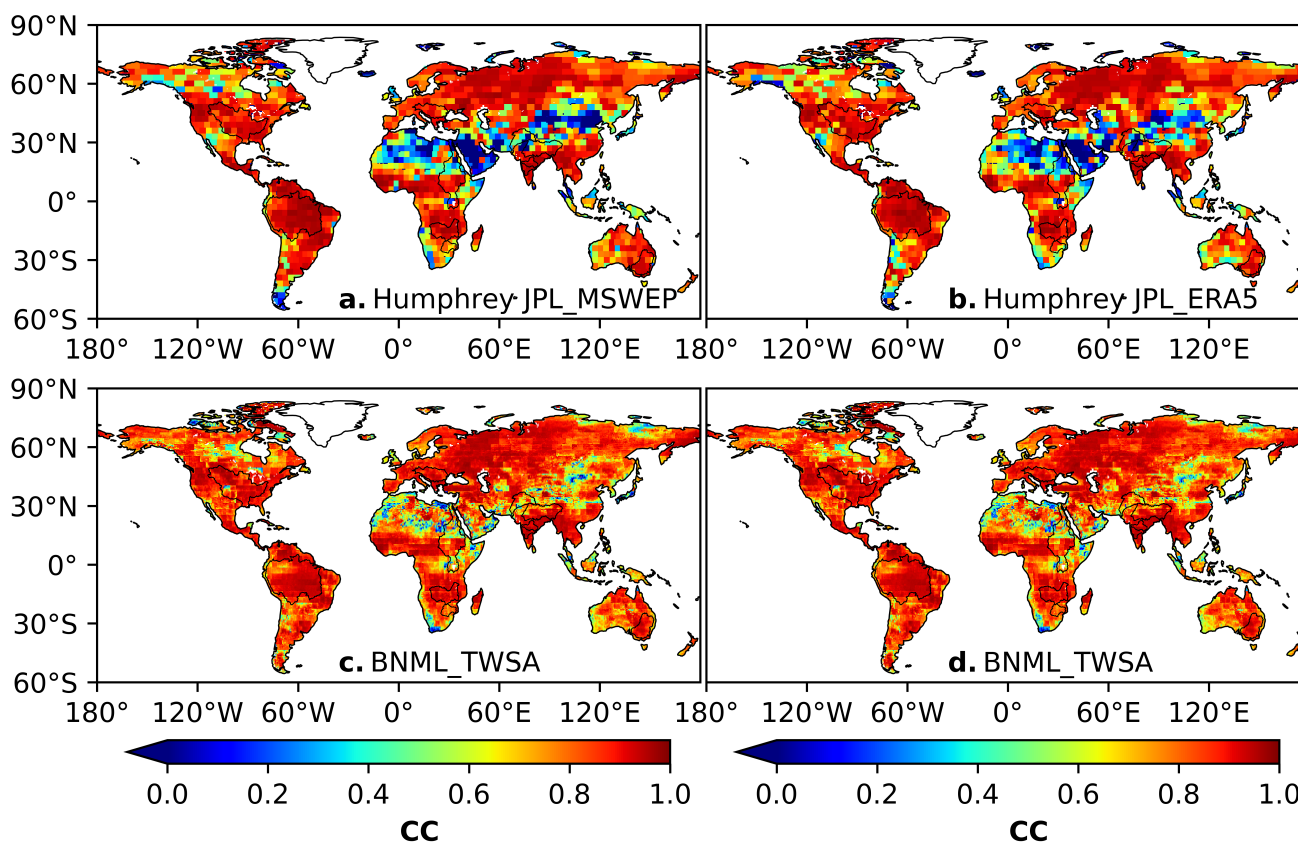 90°N
60°N
30°N
0°
30°S
60°S
180° 120°W 60°W 0° 60°E 120°E 180°
a. Humphrey JPL_MSWEP
120°W 60°W 0° 60°E 120°E
b. Humphrey JPL_ERA5
90°N
60°N
30°N
0°
30°S
60°S
180° 120°W 60°W 0° 60°E 120°E 180°
c. BNML_TWSA
120°W 60°W 0° 60°E 120°E
d. BNML_TWSA
0.0 0.2 0.4 0.6 0.8 1.0
CC
0.0 0.2 0.4 0.6 0.8 1.0
CC